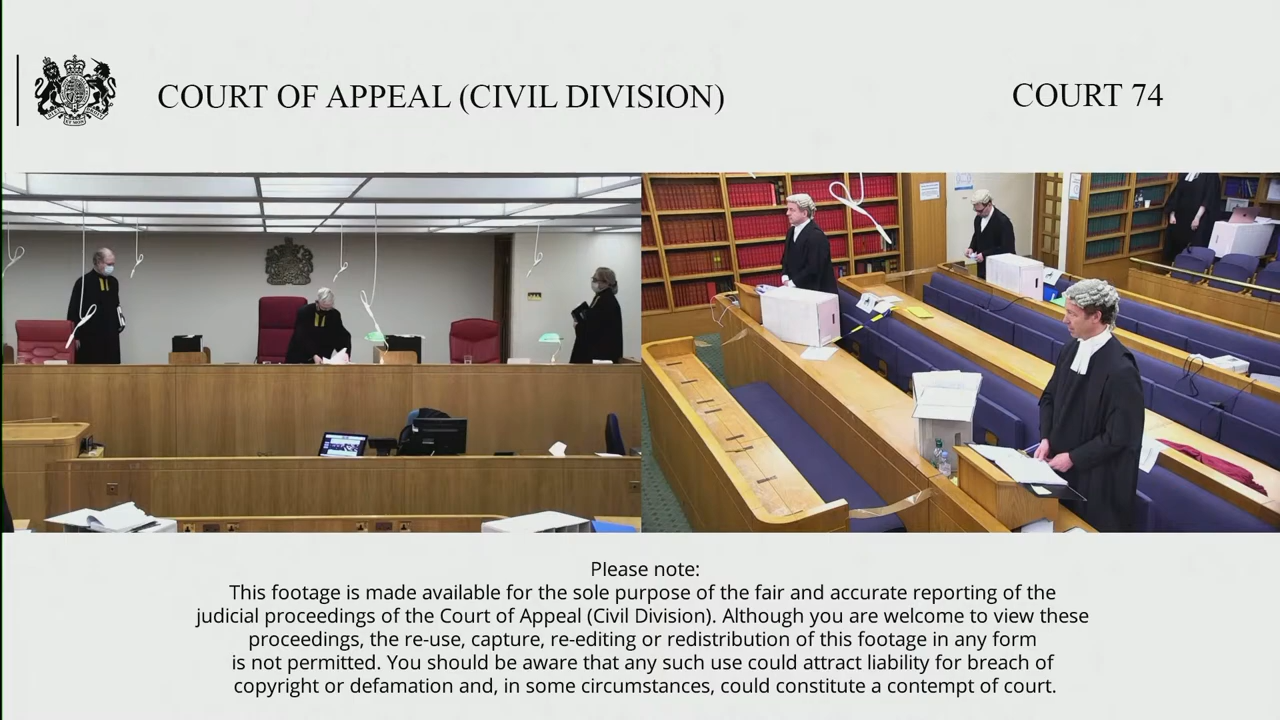 COURT OF APPEAL (CIVIL DIVISION)
COURT 74
Please note:
This footage is made available for the sole purpose of the fair and accurate reporting of the
judicial proceedings of the Court of Appeal (Civil Division). Although you are welcome to view these
proceedings, the re-use, capture, re-editing or redistribution of this footage in any form
is not permitted. You should be aware that any such use could attract liability for breach of
copyright or defamation and, in some circumstances, could constitute a contempt of court.